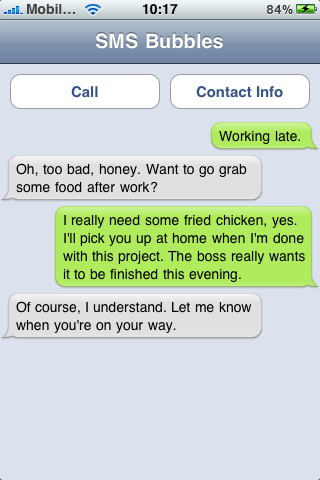 Mobil... 10:17 84%
SMS Bubbles
Call Contact Info
Working late.
Oh, too bad, honey. Want to go grab
some food after work?
I really need some fried chicken, yes.
I'll pick you up at home when I'm done
with this project. The boss really wants
it to be finished this evening.
Of course, I understand. Let me know
when you're on your way.